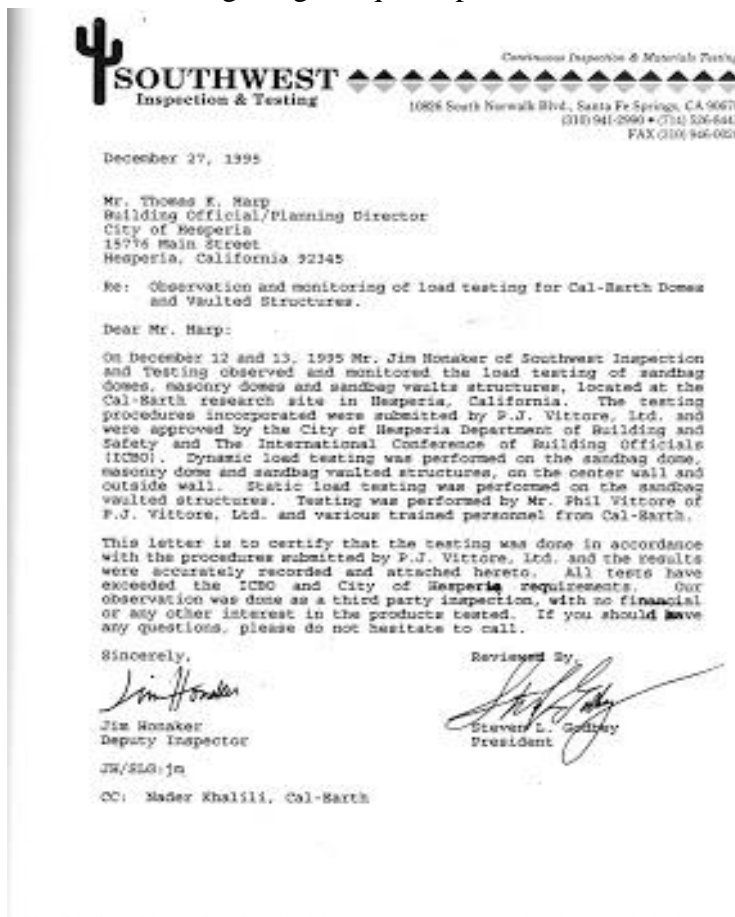 Continuous Inspection & Materials Testing
SOUTHWEST
Inspection & Testing
10826 South Norwalk Blvd., Santa Fe Springs, CA
(310) 941-2990 • (714)
FAX (310)
December 27, 1995
Mr. Thomas K. Harp
Building Official/Planning Director
City of Hesperia
15776 Main Street
Hesperia, California 92345
Re: Observation and monitoring of load testing for Cal-Earth Domes
and Vaulted Structures.
Dear Mr. Harp:
On December 12 and 13, 1995 Mr. Jim Honaker of Southwest Inspection
and Testing observed and monitored the load testing of sandbag
domes, masonry domes and sandbag vaults structures, located at the
Cal-Earth research site in Hesperia, California. The testing
procedures incorporated were submitted by P.J. Vittore, Ltd. and
were approved by the City of Hesperia Department of Building and
Safety and The International Conference of Building Officials
(ICBO). Dynamic load testing was performed on the sandbag dome,
masonry dome and sandbag vaulted structures, on the center wall and
outside wall. Static load testing was performed on the sandbag
vaulted structures. Testing was performed by Mr. Phil Vittore of
P.J. Vittore, Ltd. and various trained personnel from Cal-Earth.
This letter is to certify that the testing was done in accordance
with the procedures submitted by P.J. Vittore, Ltd. and the results
were accurately recorded and attached hereto. All tests have
exceeded the ICBO and City of Hesperia requirements. Our
observation was done as a third party inspection, with no financial
or any other interest in the products tested. If you should have
any questions, please do not hesitate to call.
Sincerely,
Reviewed By,
Jim Honaker
Jim Honaker
Deputy Inspector
Steven L. Godbey
President
JH/SLG:jm
CC: Nader Khalili, Cal-Earth